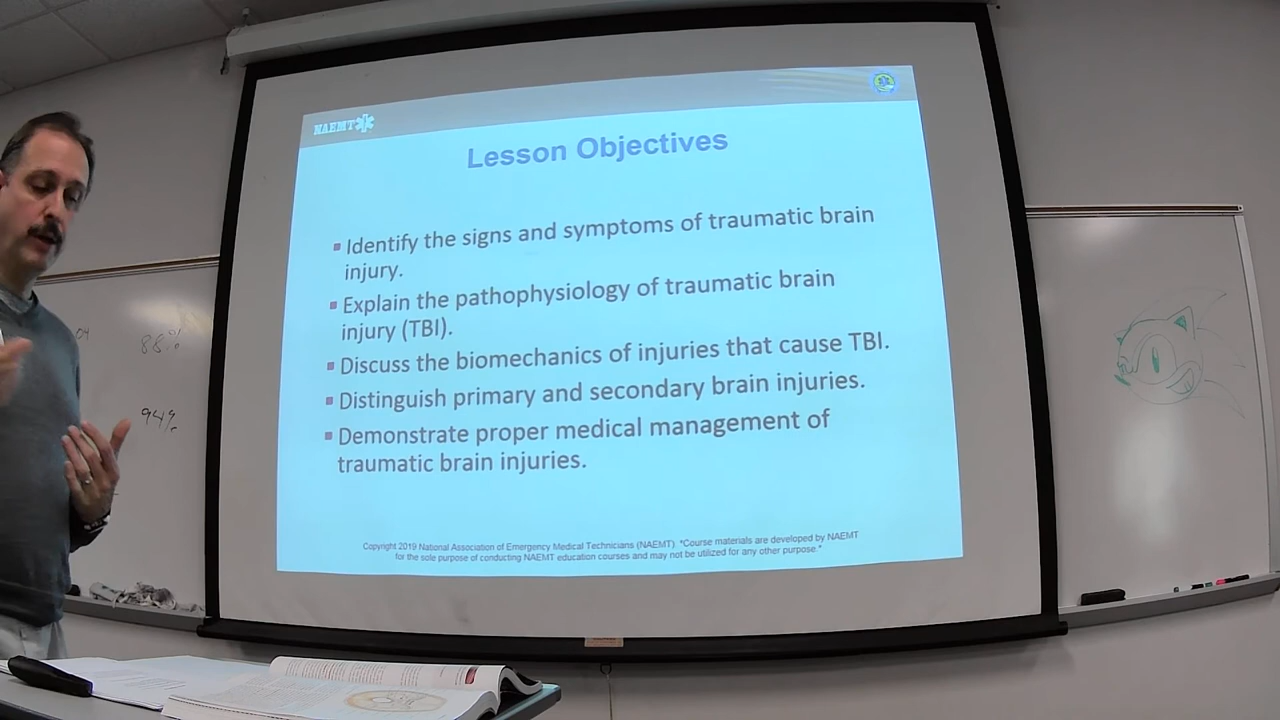 NAEMT
Lesson Objectives
Identify the signs and symptoms of traumatic brain
injury.
Explain the pathophysiology of traumatic brain
injury (TBI).
Discuss the biomechanics of injuries that cause TBI.
Distinguish primary and secondary brain injuries.
Demonstrate proper medical management of
traumatic brain injuries.
Copyright 2019 National Association of Emergency Medical Technicians (NAEMT) "Course materials are developed by NAEMT
for the sole purpose of conducting NAEMT education courses and may not be utilized for any other purpose."
88%
94%